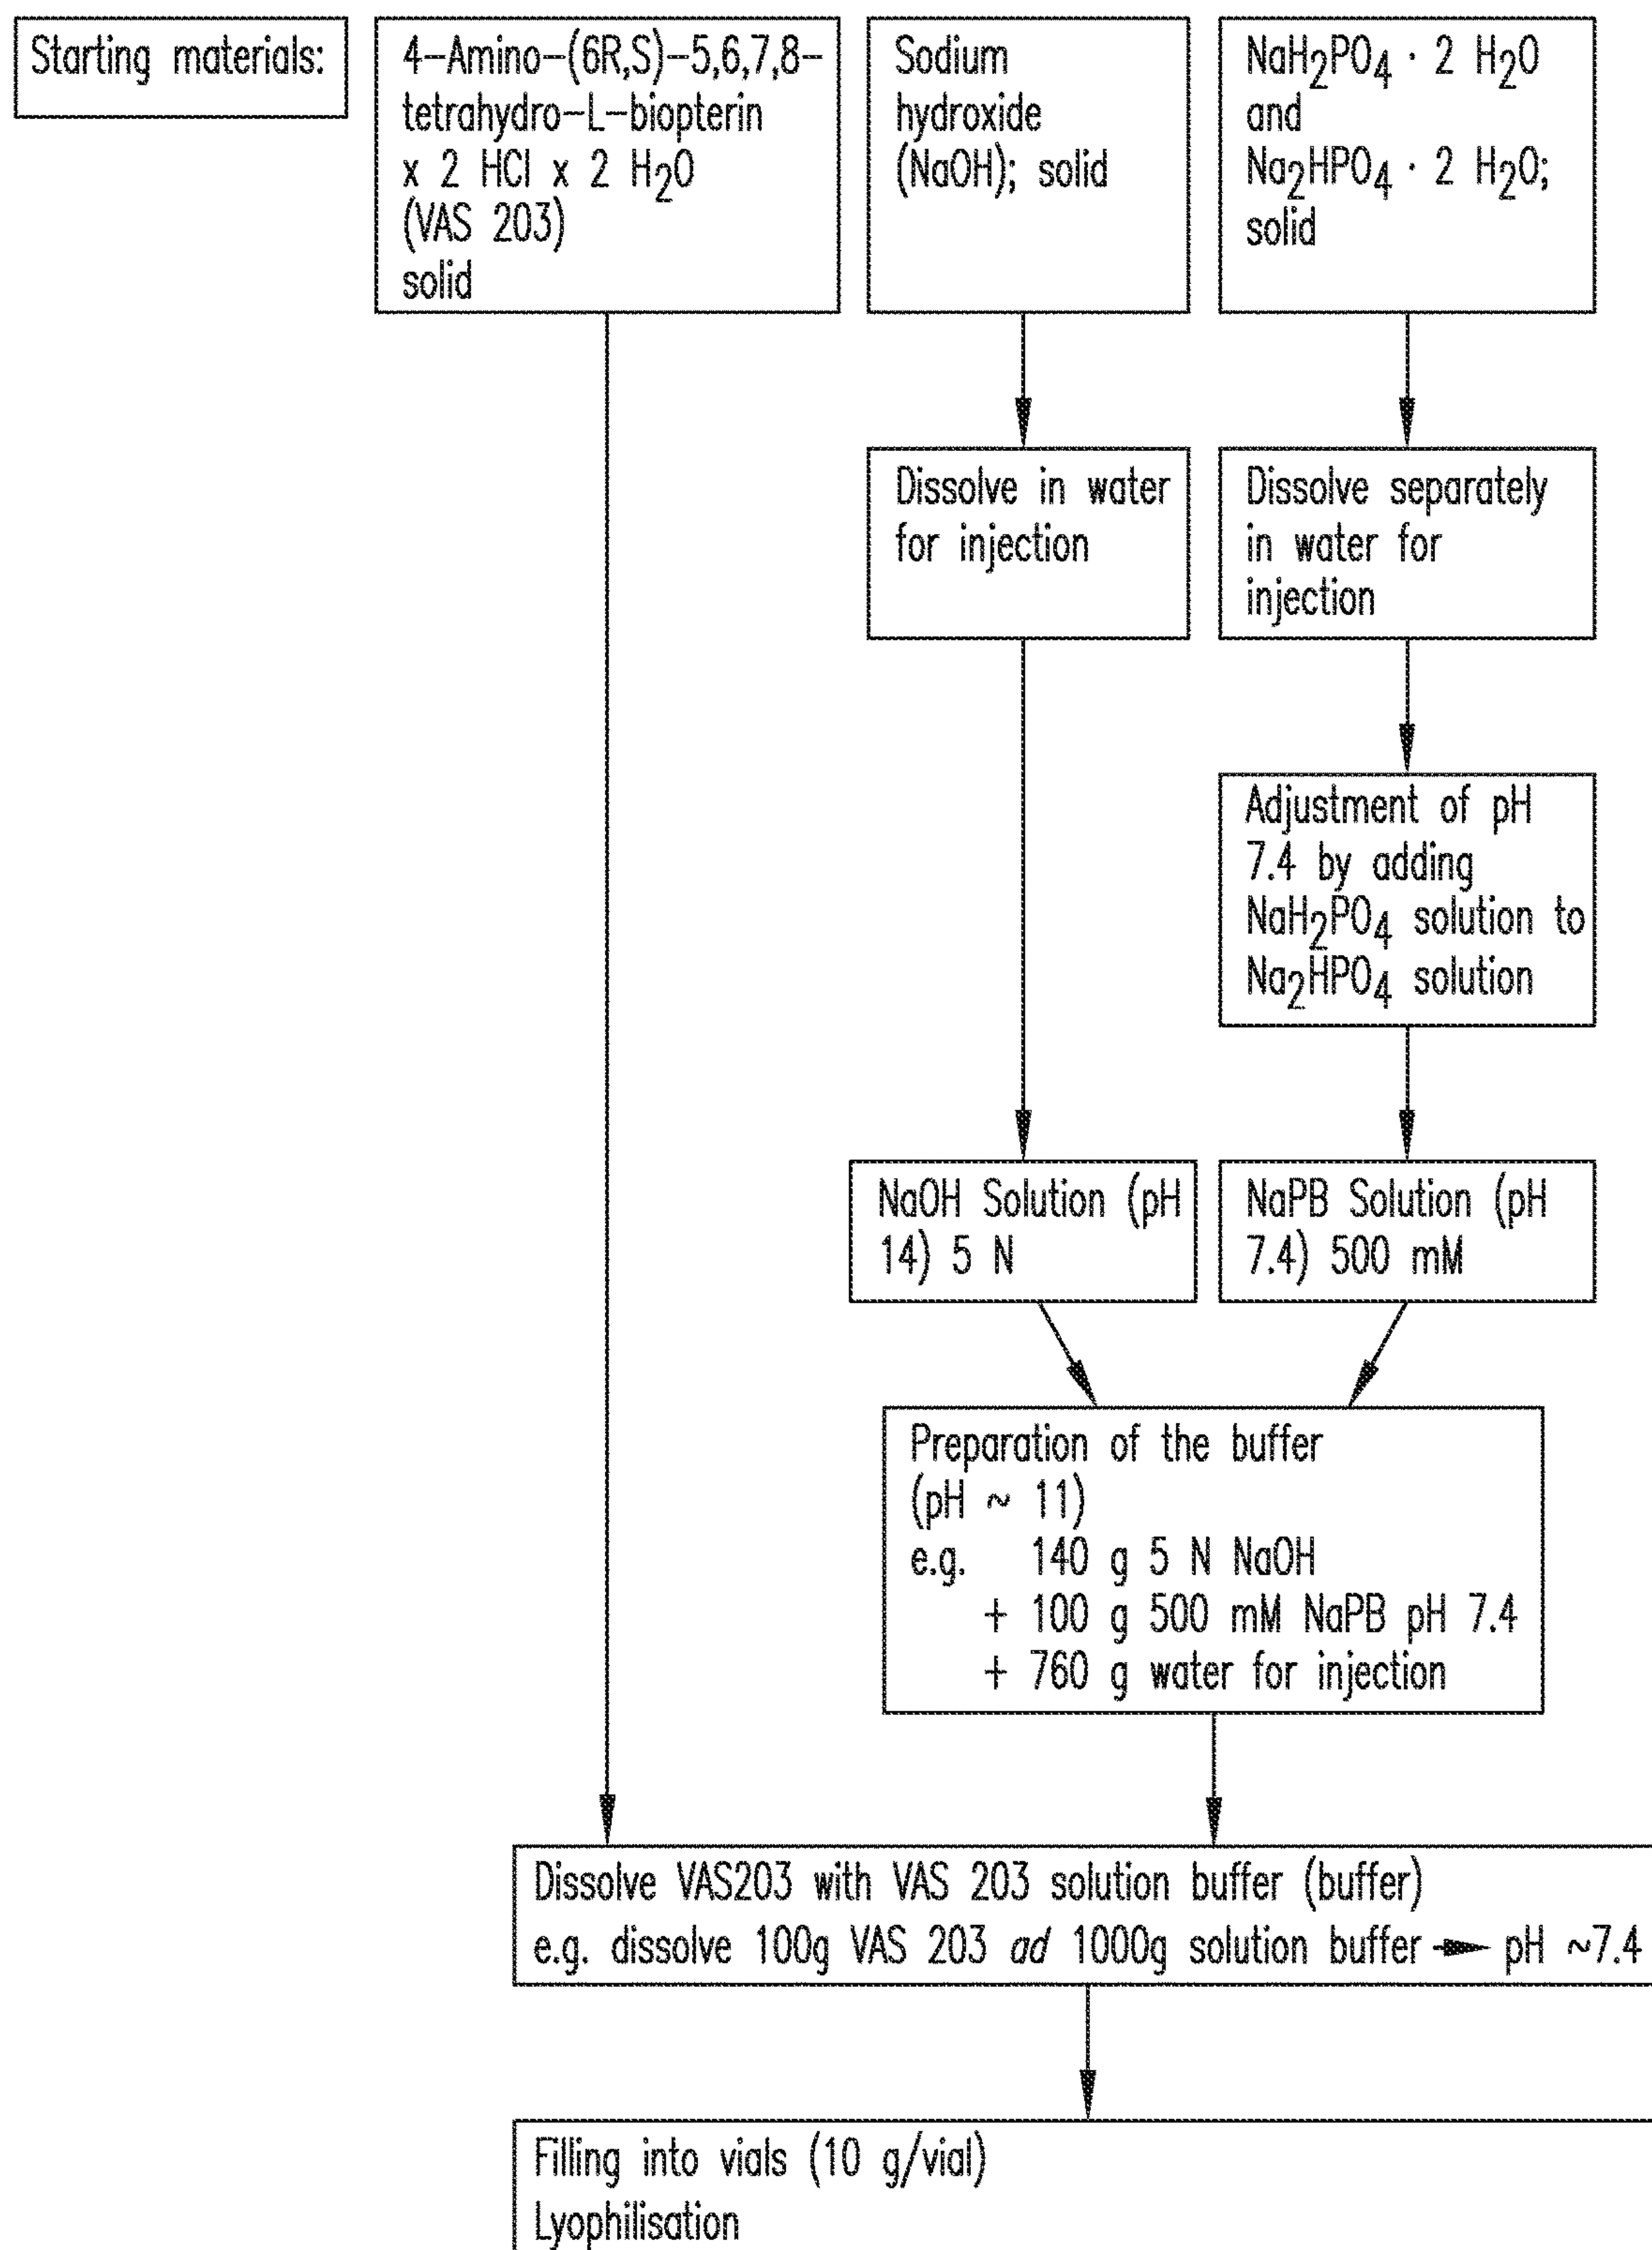 Starting materials:
4-Amino-(6R,S)-5,6,7,8-
tetrahydro-L-biopterin
x 2 HCl x 2 H2O
(VAS 203)
solid
Sodium
hydroxide
(NaOH); solid
NaH2PO4 · 2 H2O
and
Na2HPO4 · 2 H2O;
solid
Dissolve in water
for injection
Dissolve separately
in water for
injection
Adjustment of pH
7.4 by adding
NaH2PO4 solution to
Na2HPO4 solution
NaOH Solution (pH
14) 5 N
NaPB Solution (pH
7.4) 500 mM
Preparation of the buffer
(pH ~ 11)
e.g. 140 g 5 N NaOH
+ 100 g 500 mM NaPB pH 7.4
+ 760 g water for injection
Dissolve VAS203 with VAS 203 solution buffer (buffer)
e.g. dissolve 100g VAS 203 ad 1000g solution buffer → pH ~7.4
Filling into vials (10 g/vial)
Lyophilisation